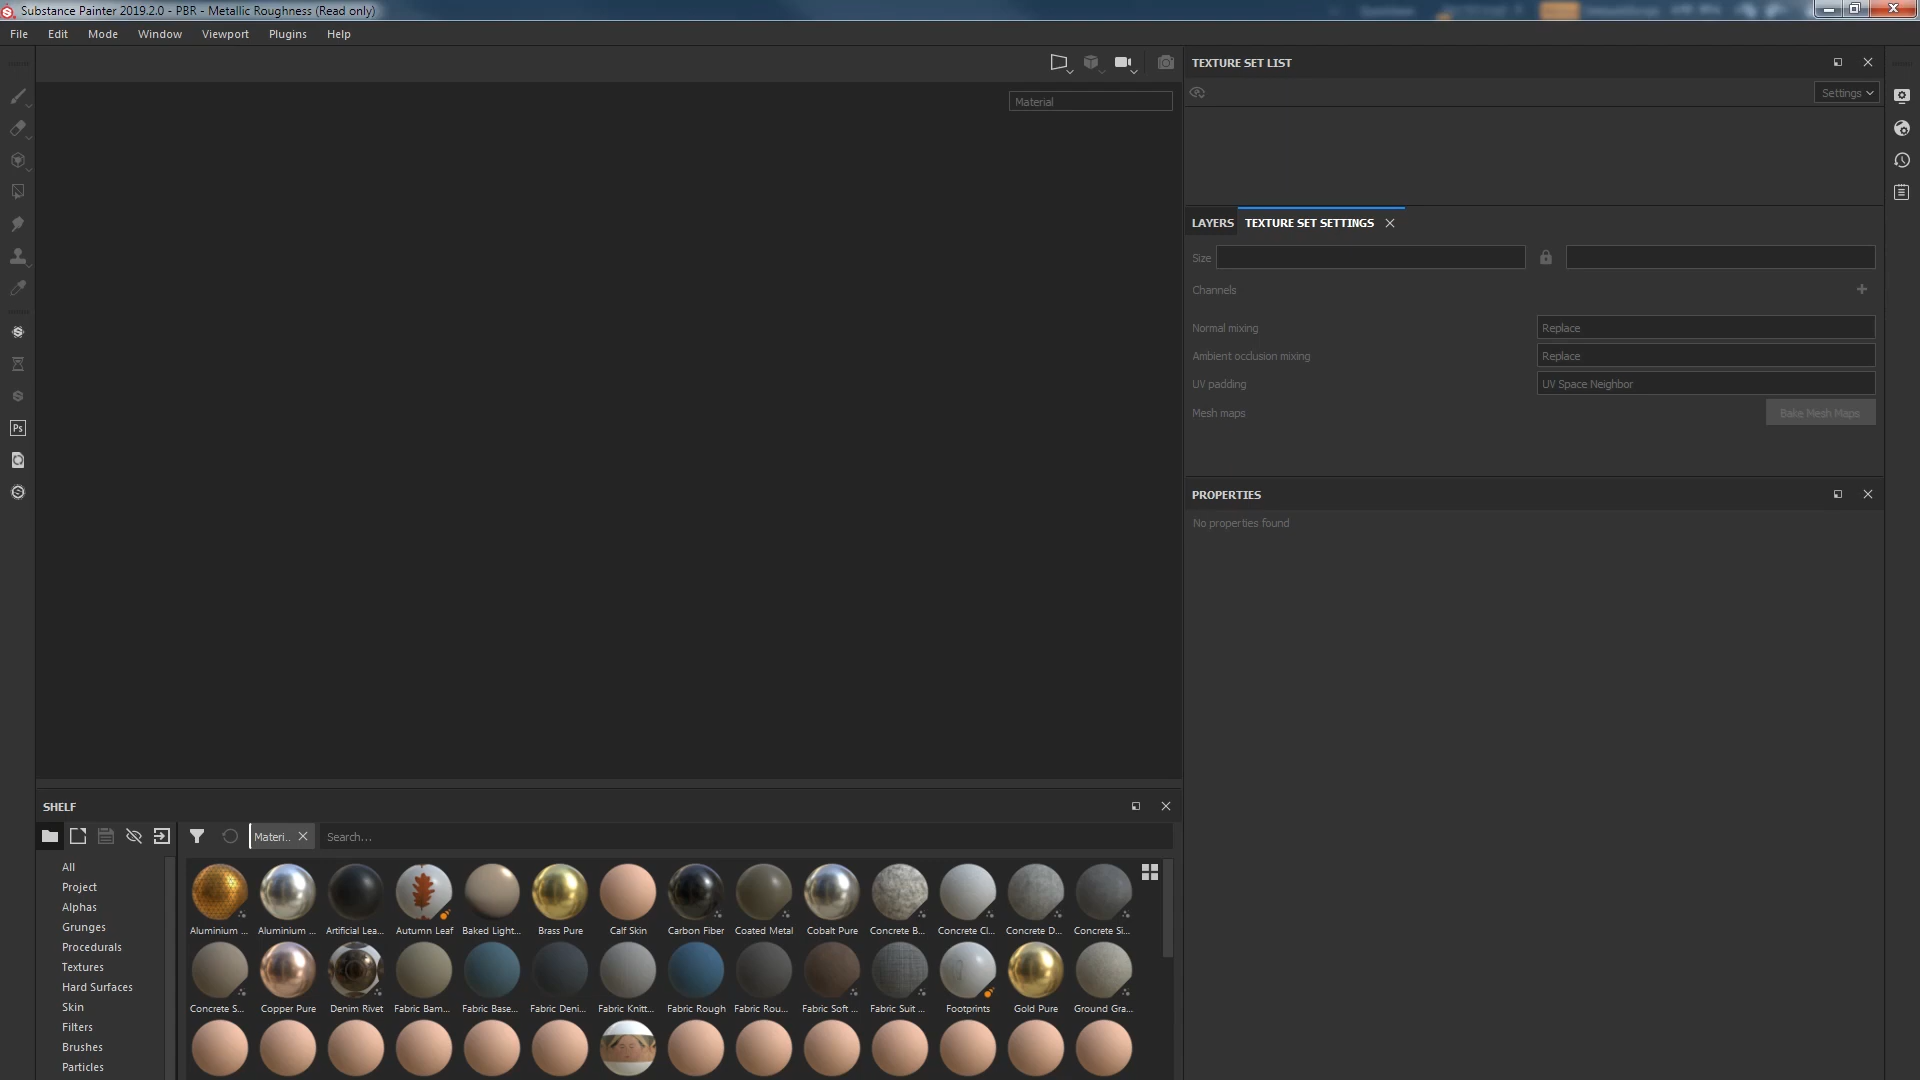 Substance Painter 2019.2.0 - PBR - Metallic Roughness (Read only)
File Edit Mode Window Viewport Plugins Help
TEXTURE SET LIST
Material
Settings
LAYERS TEXTURE SET SETTINGS
Size
Channels
Normal mixing Replace
Ambient occlusion mixing Replace
UV padding UV Space Neighbor
Mesh maps Bake Mesh Maps
Ps
PROPERTIES
No properties found
SHELF
Materi.. Search...
All
Project
Alphas
Grunges
Procedurals
Textures
Hard Surfaces
Skin
Filters
Brushes
Particles
Aluminium ... Aluminium ... Artificial Lea... Autumn Leaf Baked Light... Brass Pure Calf Skin Carbon Fiber Coated Metal Cobalt Pure Concrete B... Concrete Cl... Concrete D... Concrete Si...
Concrete S... Copper Pure Denim Rivet Fabric Bam... Fabric Base... Fabric Deni... Fabric Knitt... Fabric Rough Fabric Rou... Fabric Soft ... Fabric Suit ... Footprints Gold Pure Ground Gra...